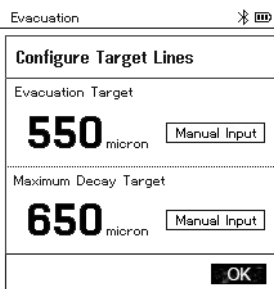 Evacuation
Configure Target Lines
Evacuation Target
550 micron
Manual Input
Maximum Decay Target
650 micron
Manual Input
OK